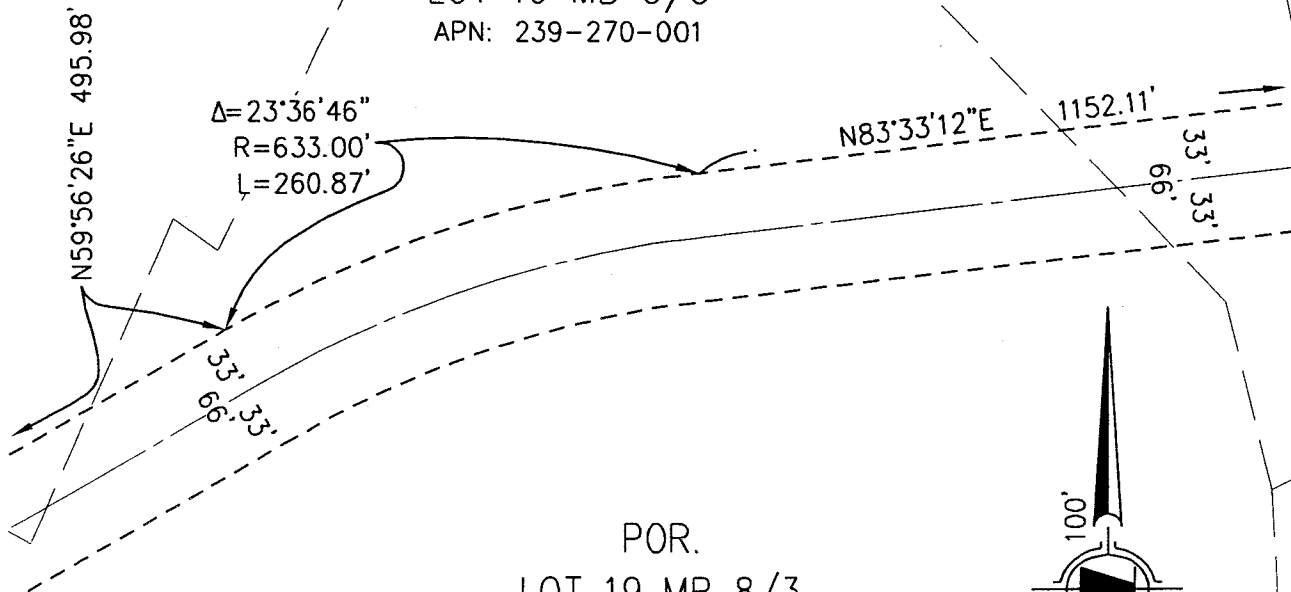 APN: 239-270-001
N59°56'26"E 495.98'
Δ=23°36'46"
R=633.00'
L=260.87'
N83°33'12"E 1152.11'
33'
66' 33'
33'
66' 33'
100'
POR.
LOT 19 MB 8/3